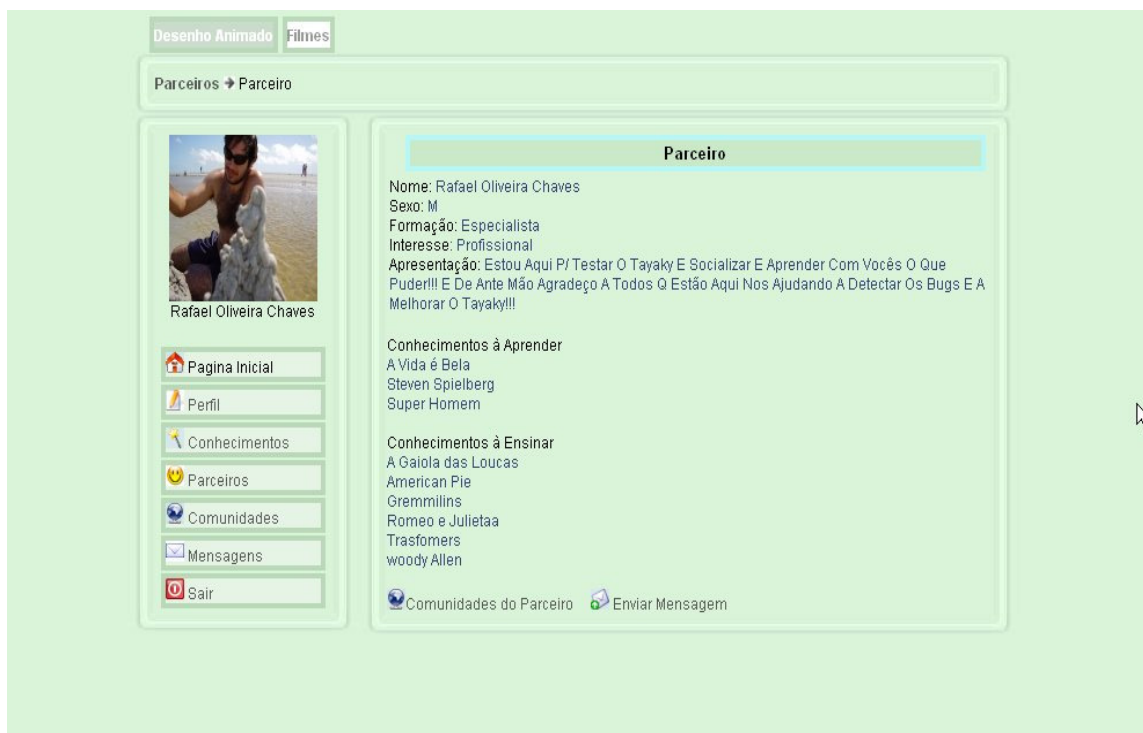 Desenho Animado Filmes
Parceiros Parceiro
Rafael Oliveira Chaves
Pagina Inicial
Perfil
Conhecimentos
Parceiros
Comunidades
Mensagens
Sair
Parceiro
Nome: Rafael Oliveira Chaves
Sexo: M
Formação: Especialista
Interesse: Profissional
Apresentação: Estou Aqui P/ Testar O Tayaky E Socializar E Aprender Com Vocês O Que
Puder!!! E De Ante Mão Agradeço A Todos Q Estão Aqui Nos Ajudando A Detectar Os Bugs E A
Melhorar O Tayaky!!!
Conhecimentos à Aprender
A Vida é Bela
Steven Spielberg
Super Homem
Conhecimentos à Ensinar
A Gaiola das Loucas
American Pie
Gremmilins
Romeo e Julietaa
Trasfomers
woody Allen
Comunidades do Parceiro Enviar Mensagem